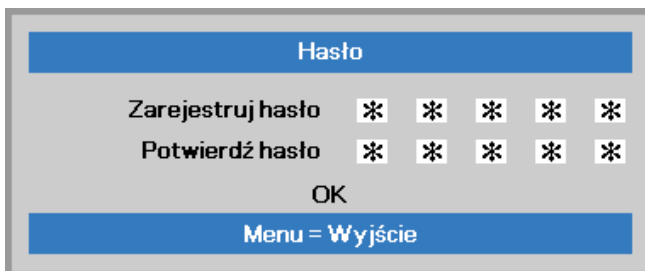 Hasło
Zarejestruj hasło * * * * *
Potwierdź hasło * * * * *
OK
Menu = Wyjście